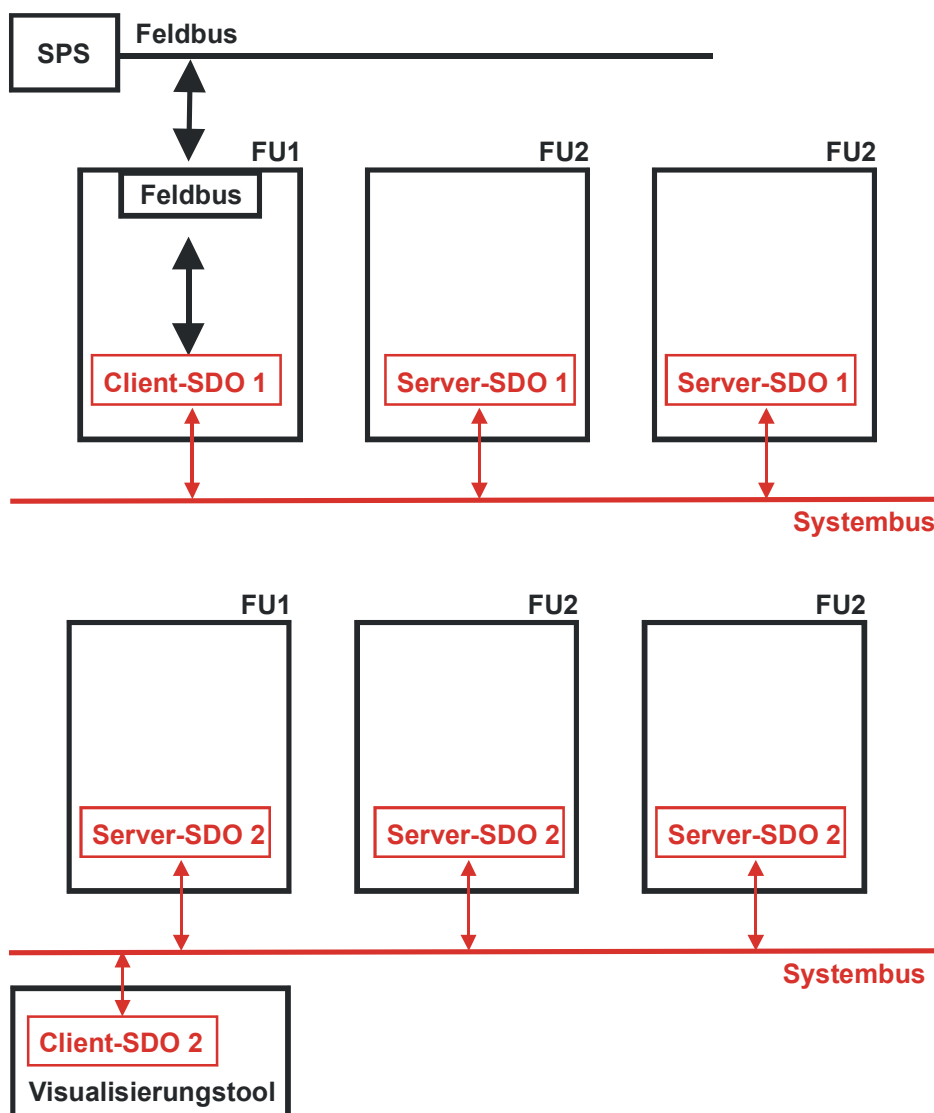 Feldbus
SPS
FU1
FU2
FU2
Feldbus
Client-SDO 1
Server-SDO 1
Server-SDO 1
Systembus
FU1
FU2
FU2
Server-SDO 2
Server-SDO 2
Server-SDO 2
Systembus
Client-SDO 2
Visualisierungstool